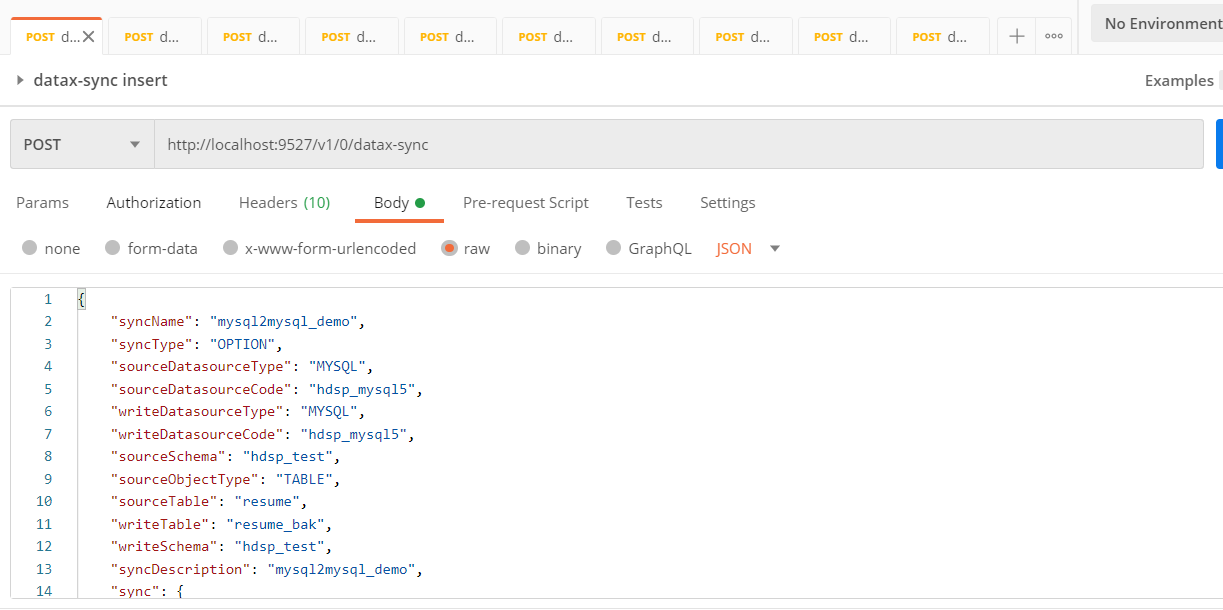 POST d... POST d... POST d... POST d... POST d... POST d... POST d... POST d... POST d... POST d... No Environment
datax-sync insert Examples
POST http://localhost:9527/v1/0/datax-sync
Params Authorization Headers (10) Body Pre-request Script Tests Settings
none form-data x-www-form-urlencoded raw binary GraphQL JSON
1 {
2 "syncName": "mysql2mysql_demo",
3 "syncType": "OPTION",
4 "sourceDatasourceType": "MYSQL",
5 "sourceDatasourceCode": "hdsp_mysql5",
6 "writeDatasourceType": "MYSQL",
7 "writeDatasourceCode": "hdsp_mysql5",
8 "sourceSchema": "hdsp_test",
9 "sourceObjectType": "TABLE",
10 "sourceTable": "resume",
11 "writeTable": "resume_bak",
12 "writeSchema": "hdsp_test",
13 "syncDescription": "mysql2mysql_demo",
14 "sync": {